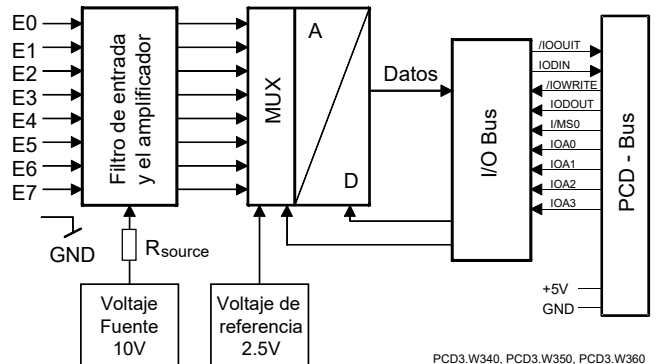 E0
E1
E2
E3
E4
E5
E6
E7
GND
Filtro de entrada
y el amplificador
Rsource
Voltaje
Fuente
10V
MUX
A
D
Voltaje de
referencia
2.5V
Datos
I/O Bus
/IOOUIT
IODIN
/IOWRITE
IODOUT
I/MS0
IOA0
IOA1
IOA2
IOA3
+5V
GND
PCD - Bus
PCD3.W340, PCD3.W350, PCD3.W360